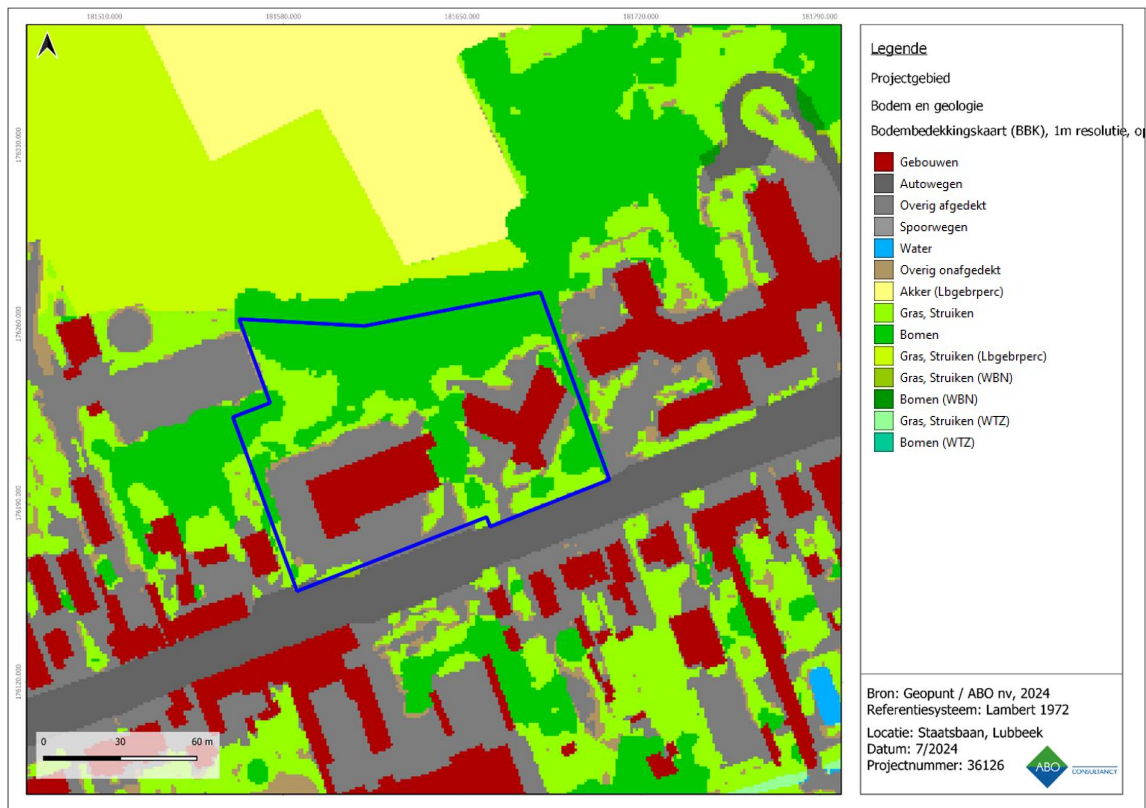 181510.000 181580.000 181650.000 181720.000 181790.000
176330.000
176260.000
176190.000
176120.000
0 30 60 m
Legende
Projectgebied
Bodem en geologie
Bodembedekkingskaart (BBK), 1m resolutie, o
Gebouwen
Autowegen
Overig afgedekt
Spoorwegen
Water
Overig onafgedekt
Akker (Lbgebrperc)
Gras, Struiken
Bomen
Gras, Struiken (Lbgebrperc)
Gras, Struiken (WBN)
Bomen (WBN)
Gras, Struiken (WTZ)
Bomen (WTZ)
Bron: Geopunt / ABO nv, 2024
Referentiesysteem: Lambert 1972
Locatie: Staatsbaan, Lubbeek
Datum: 7/2024
Projectnummer: 36126
ABO CONSULTANCY